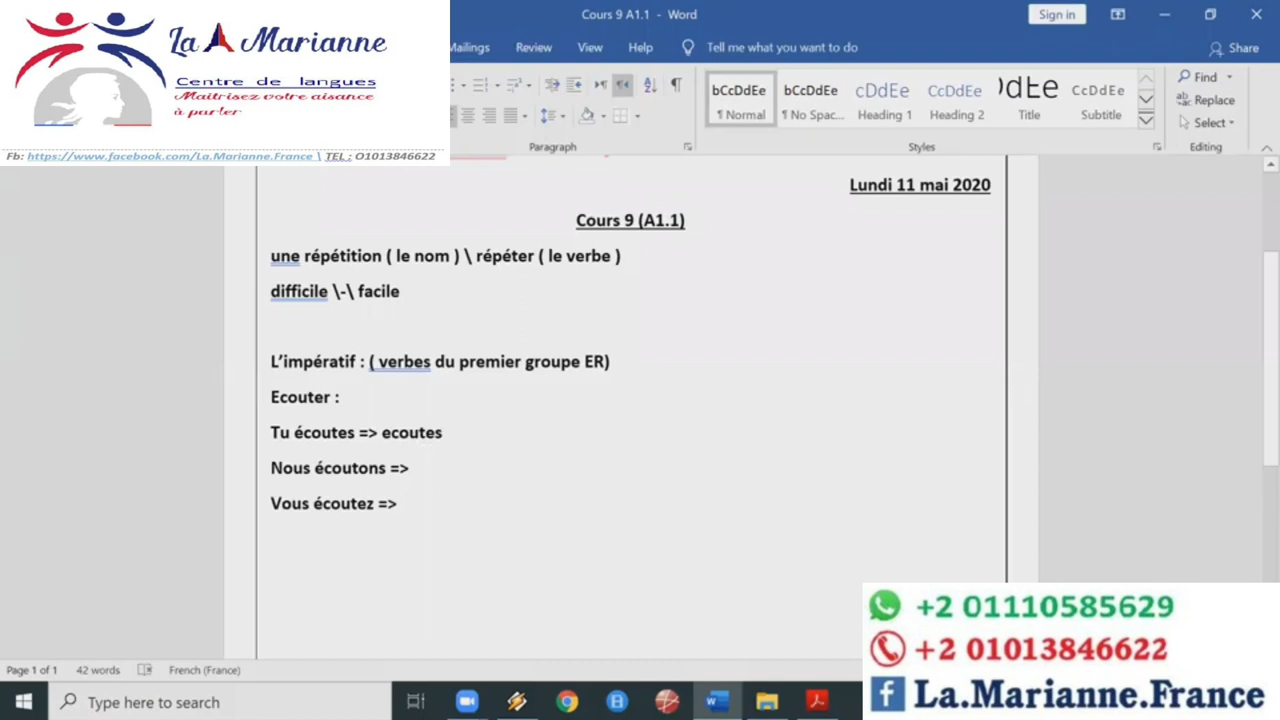 Cours 9 A1.1 - Word
Sign in
La Marianne
Centre de langues
Maîtrisez votre aisance
à parler
Fb: https://www.facebook.com/La.Marianne.France \ TEL : O1013846622
Mailings Review View Help Tell me what you want to do Share
bCcDdEe bCcDdEe cDdEe CcDdEe DdEe CcDdEe
¶ Normal ¶ No Spac... Heading 1 Heading 2 Title Subtitle
Find
Replace
Select
Paragraph Styles Editing
Lundi 11 mai 2020
Cours 9 (A1.1)
une répétition ( le nom ) \ répéter ( le verbe )
difficile \-\ facile
L'impératif : ( verbes du premier groupe ER)
Ecouter :
Tu écoutes => ecoutes
Nous écoutons =>
Vous écoutez =>
+2 01110585629
+2 01013846622
La.Marianne.France
Page 1 of 1 42 words French (France)
Type here to search